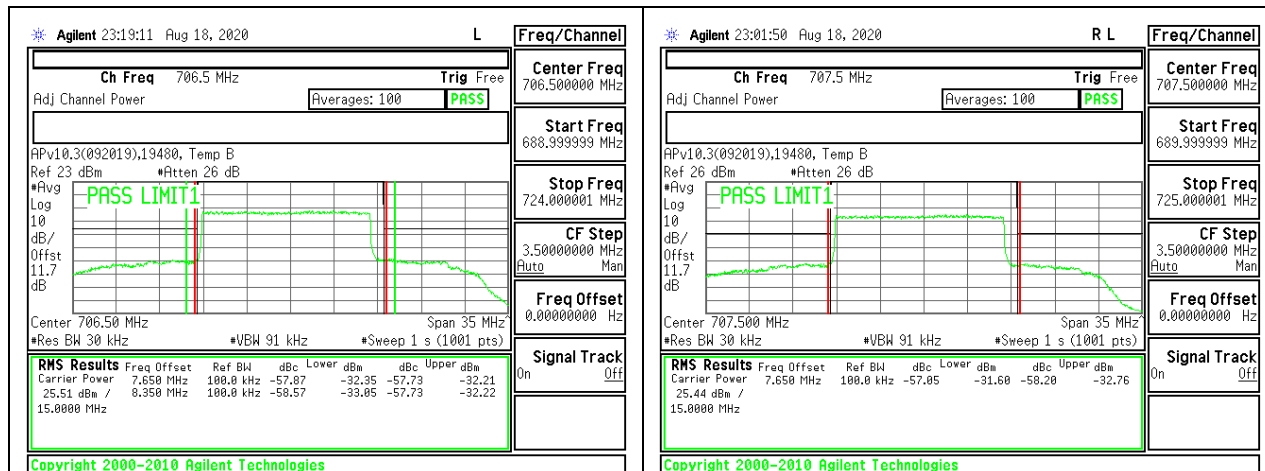 Agilent 23:19:11 Aug 18, 2020 L
Freq/Channel
Ch Freq 706.5 MHz Trig Free
Adj Channel Power Averages: 100 PASS
APv10.3(092019),19480, Temp B
Ref 23 dBm #Atten 26 dB
#Avg
Log
10
dB/
Offst
11.7
dB
PASS LIMIT1
Center 706.50 MHz Span 35 MHz^
#Res BW 30 kHz #VBW 91 kHz #Sweep 1 s (1001 pts)
RMS Results Freq Offset Ref BW dBc Lower dBm dBc Upper dBm
Carrier Power 7.650 MHz 100.0 kHz -57.87 -32.35 -57.73 -32.21
25.51 dBm / 8.350 MHz 100.0 kHz -58.57 -33.05 -57.73 -32.22
15.0000 MHz
Center Freq
706.500000 MHz
Start Freq
688.999999 MHz
Stop Freq
724.000001 MHz
CF Step
3.50000000 MHz
Auto Man
Freq Offset
0.00000000 Hz
Signal Track
On Off
Copyright 2000-2010 Agilent Technologies
Agilent 23:01:50 Aug 18, 2020 R L
Freq/Channel
Ch Freq 707.5 MHz Trig Free
Adj Channel Power Averages: 100 PASS
APv10.3(092019),19480, Temp B
Ref 26 dBm #Atten 26 dB
#Avg
Log
10
dB/
Offst
11.7
dB
PASS LIMIT1
Center 707.500 MHz Span 35 MHz^
#Res BW 30 kHz #VBW 91 kHz #Sweep 1 s (1001 pts)
RMS Results Freq Offset Ref BW dBc Lower dBm dBc Upper dBm
Carrier Power 7.650 MHz 100.0 kHz -57.05 -31.60 -58.20 -32.76
25.44 dBm /
15.0000 MHz
Center Freq
707.500000 MHz
Start Freq
689.999999 MHz
Stop Freq
725.000001 MHz
CF Step
3.50000000 MHz
Auto Man
Freq Offset
0.00000000 Hz
Signal Track
On Off
Copyright 2000-2010 Agilent Technologies